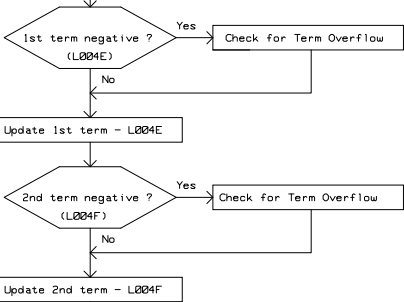 Yes
1st term negative ?
Check for Term Overflow
(L004E)
No
Update 1st term - L004E
Yes
2nd term negative ?
Check for Term Overflow
(L004F)
No
Update 2nd term - L004F